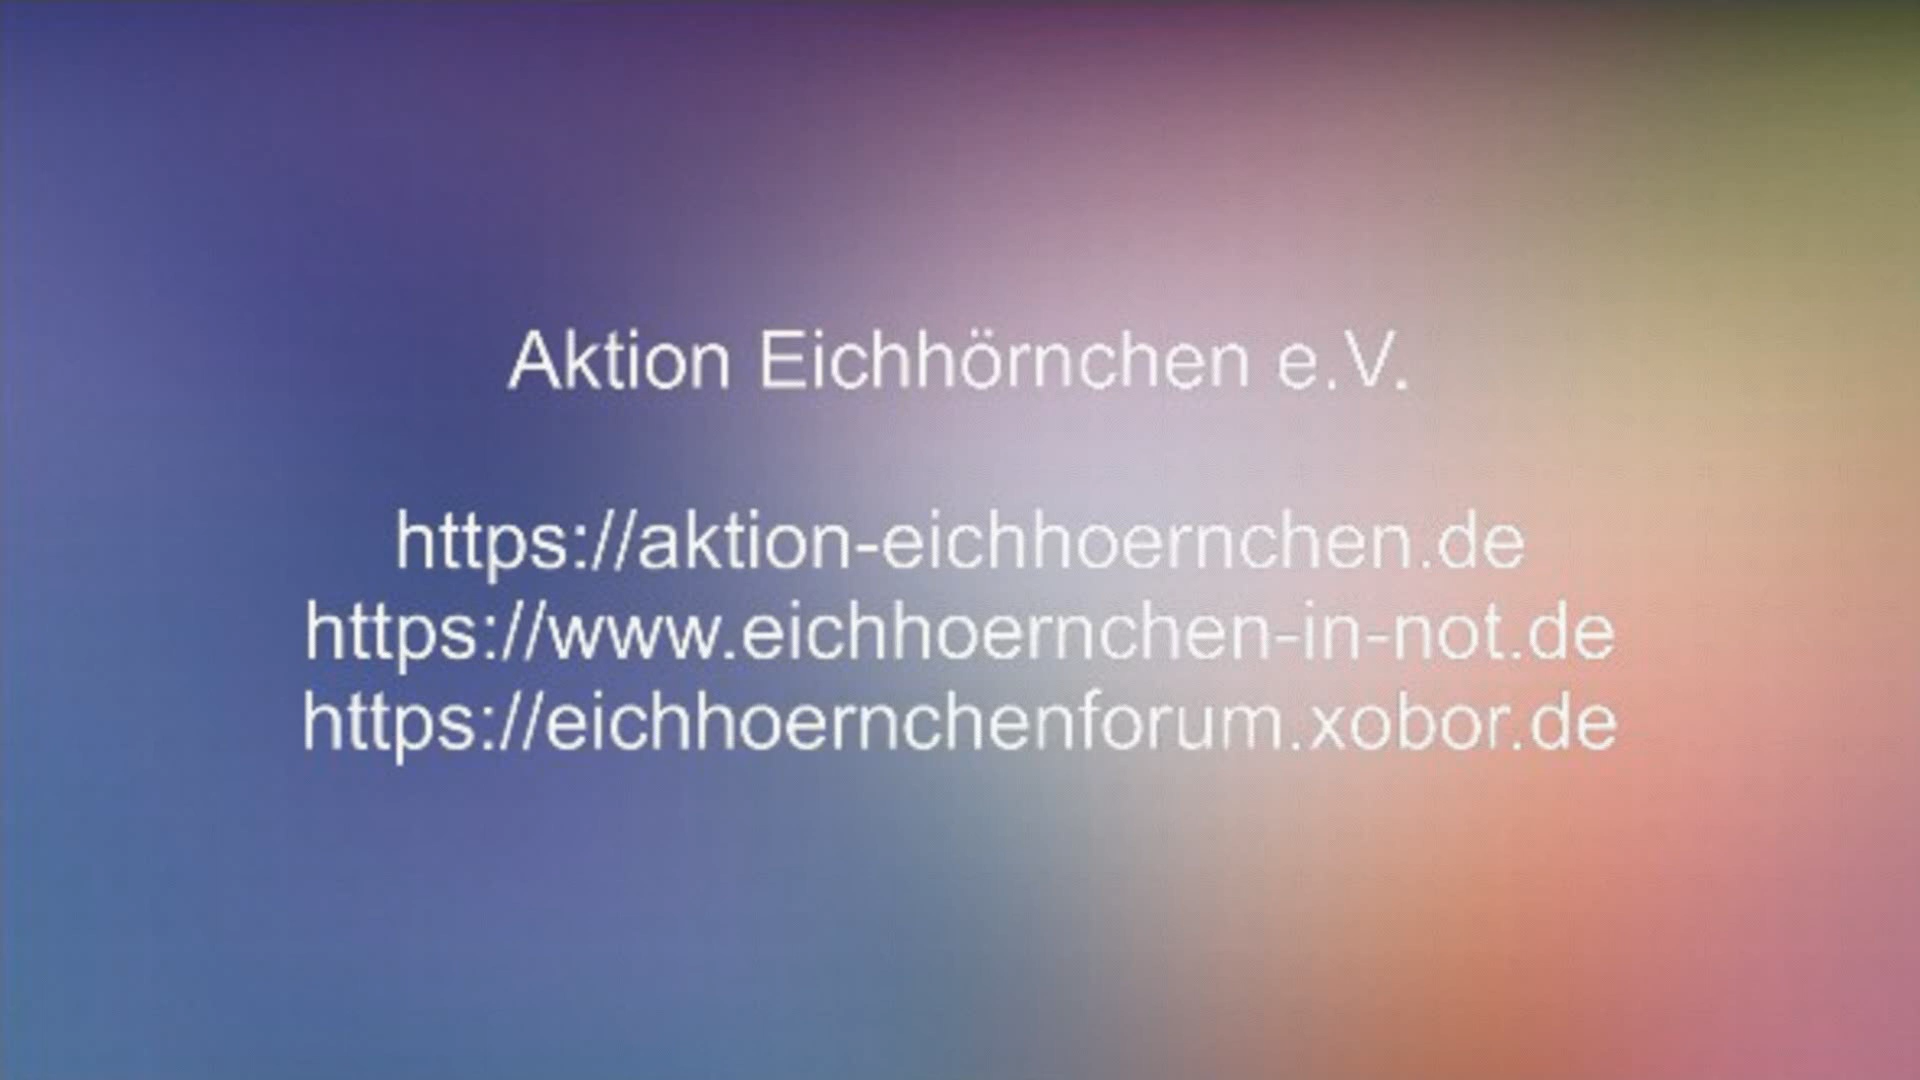 Aktion Eichhörnchen e.V.
https://aktion-eichhoernchen.de
https://www.eichhoernchen-in-not.de
https://eichhoernchenforum.xobor.de